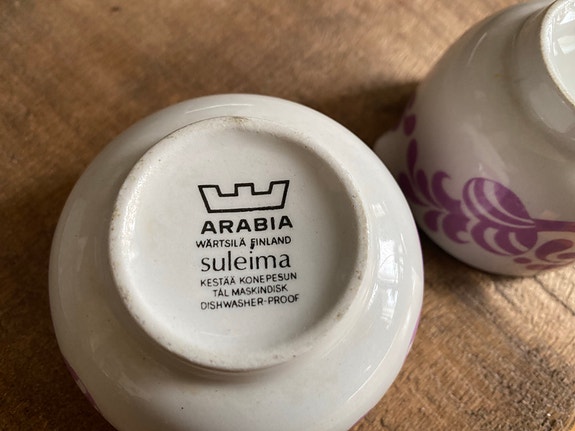 ARABIA
WÄRTSILÄ FINLAND
suleima
KESTÄÄ KONEPESUN
TÅL MASKINDISK
DISHWASHER-PROOF